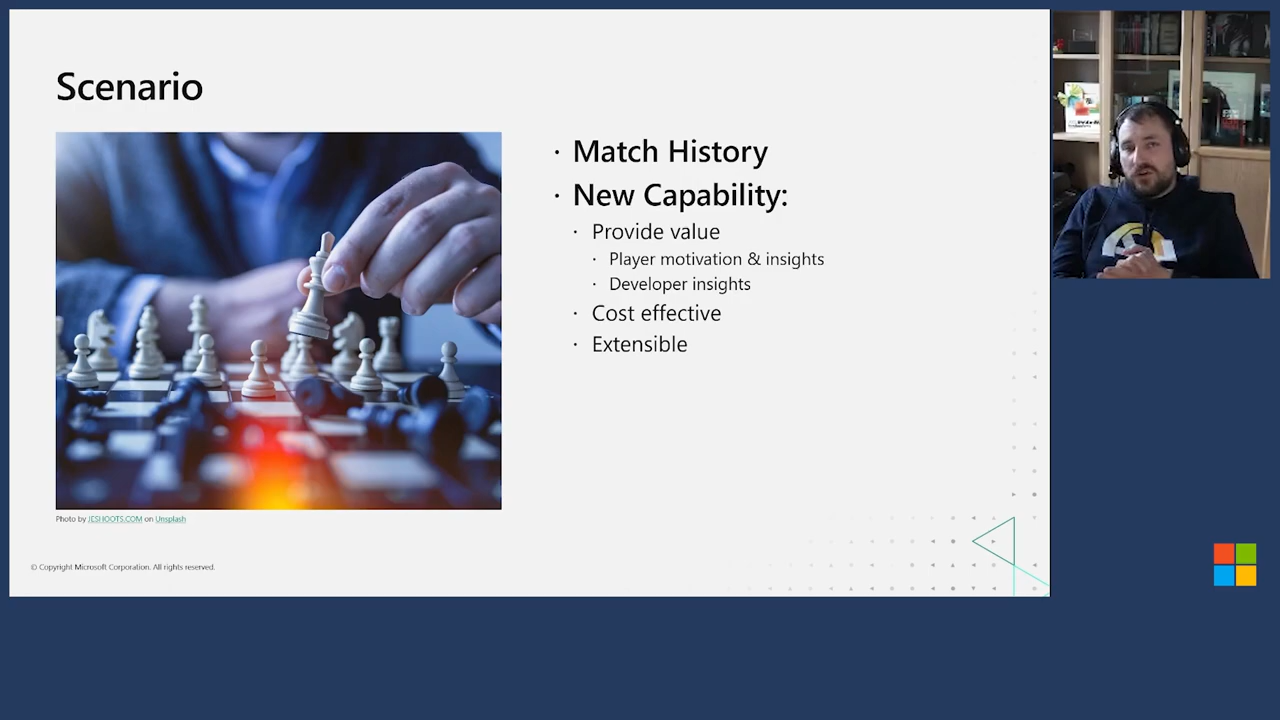 Scenario
· Match History
· New Capability:
· Provide value
· Player motivation & insights
· Developer insights
· Cost effective
· Extensible
Photo by JESHOOTS.COM on Unsplash
© Copyright Microsoft Corporation. All rights reserved.